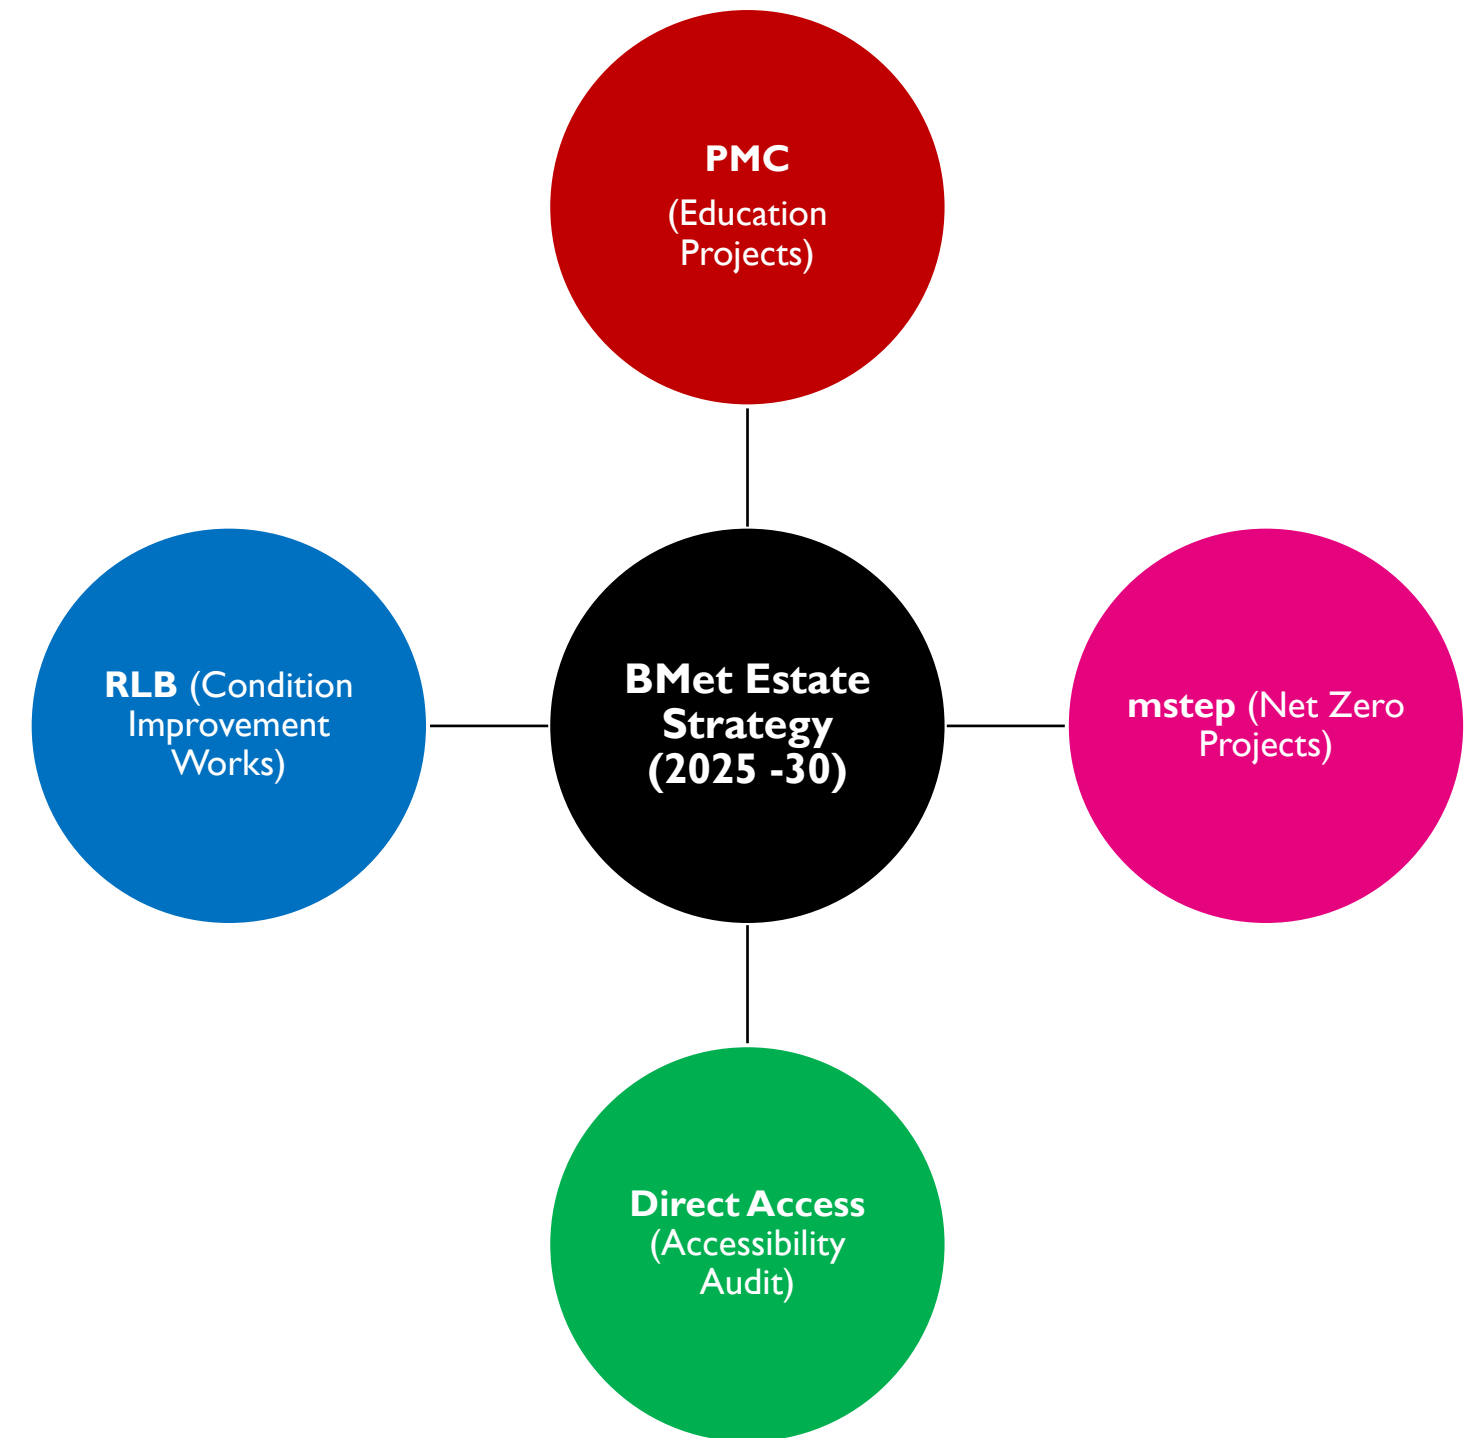 PMC
(Education
Projects)
RLB (Condition
Improvement
Works)
BMet Estate
Strategy
(2025 -30)
mstep (Net Zero
Projects)
Direct Access
(Accessibility
Audit)